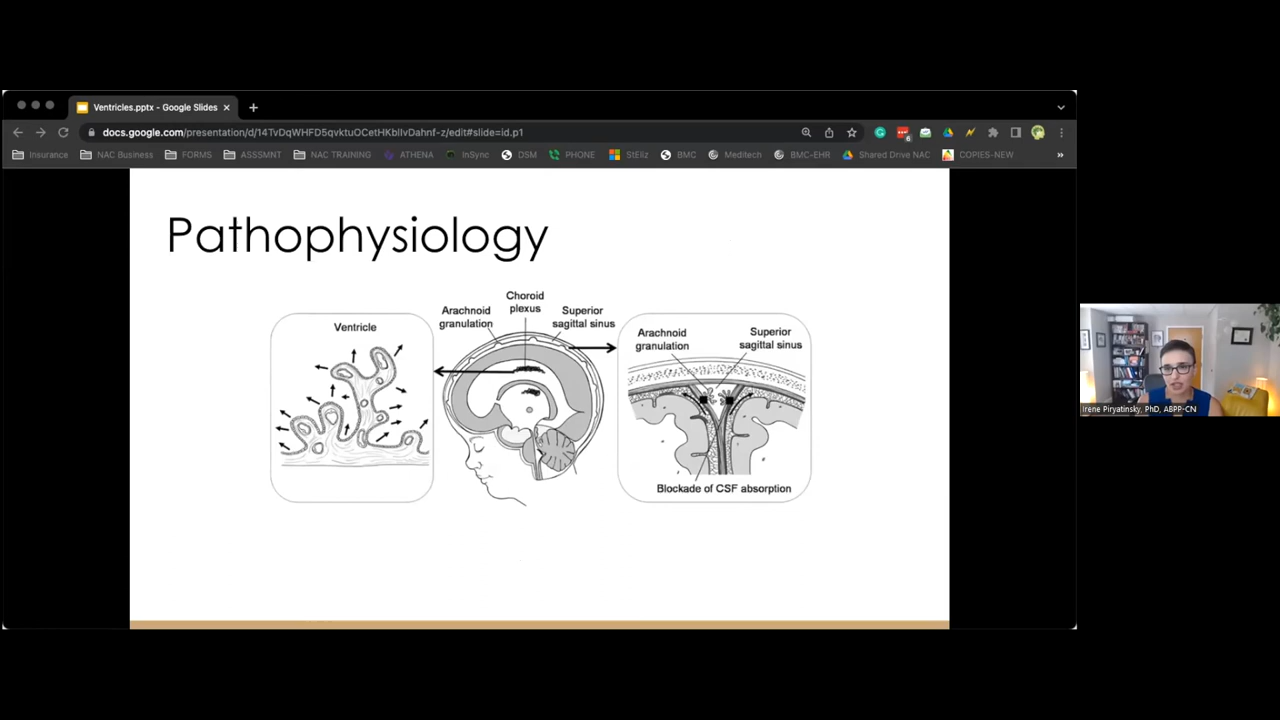 Ventricles.pptx - Google Slides
docs.google.com/presentation/d/14TvDqWHFD5qvktuOCetHKblIvDahnf-z/edit#slide=id.p1
Insurance NAC Business FORMS ASSSMNT NAC TRAINING ATHENA InSync DSM PHONE StEliz BMC Meditech BMC-EHR Shared Drive NAC COPIES-NEW
Pathophysiology
Ventricle
Arachnoid
granulation
Choroid
plexus
Superior
sagittal sinus
Arachnoid
granulation
Superior
sagittal sinus
Blockade of CSF absorption
Irene Piryatinsky, PhD, ABPP-CN